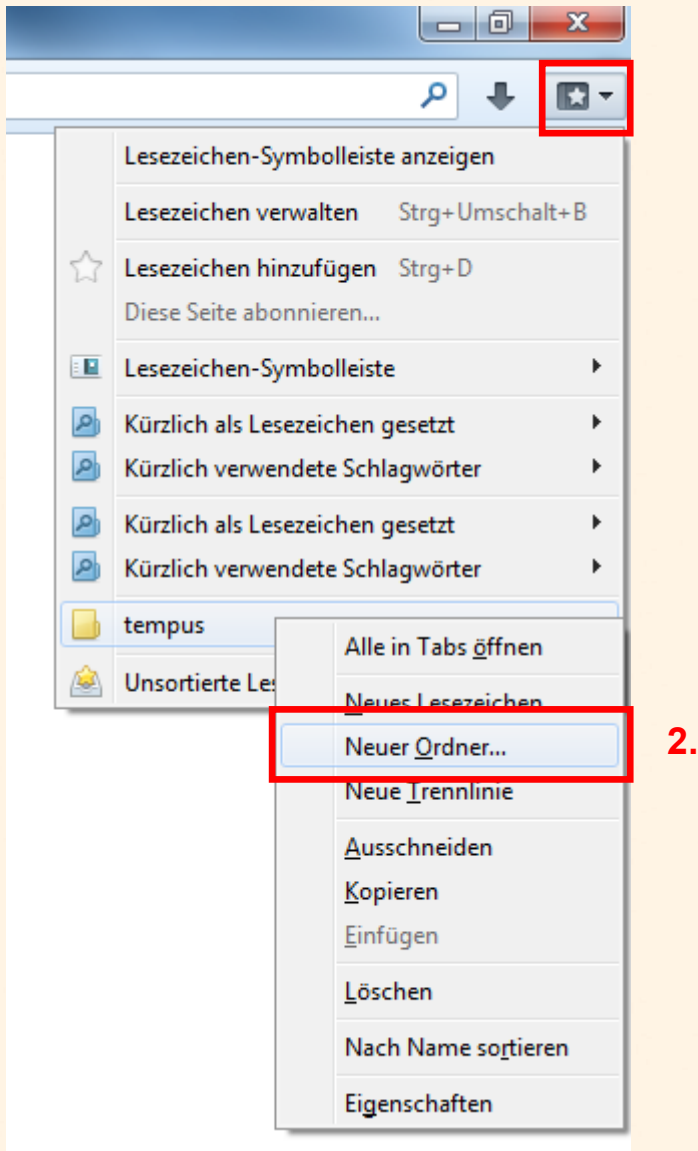 Lesezeichen-Symbolleiste anzeigen
Lesezeichen verwalten Strg+Umschalt+B
Lesezeichen hinzufügen Strg+D
Diese Seite abonnieren...
Lesezeichen-Symbolleiste
Kürzlich als Lesezeichen gesetzt
Kürzlich verwendete Schlagwörter
Kürzlich als Lesezeichen gesetzt
Kürzlich verwendete Schlagwörter
tempus
Unsortierte Le
Alle in Tabs öffnen
Neues Lesezeichen
Neuer Ordner...
2.
Neue Trennlinie
Ausschneiden
Kopieren
Einfügen
Löschen
Nach Name sortieren
Eigenschaften